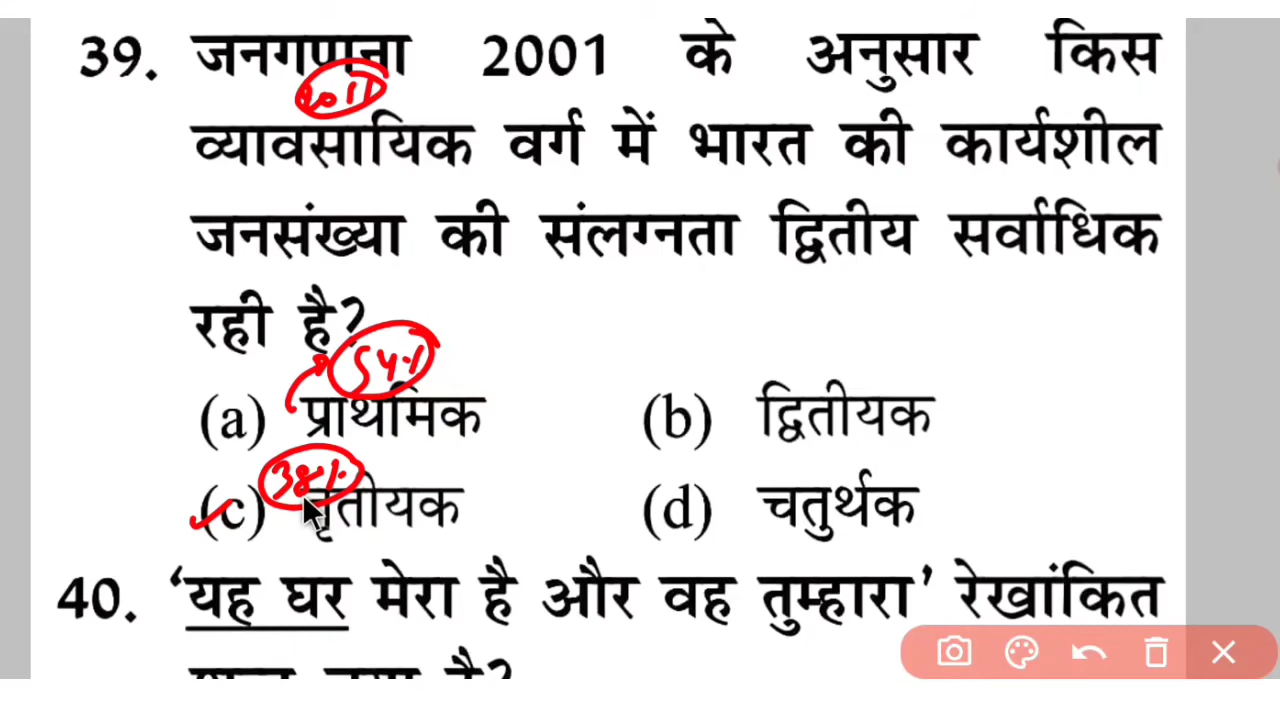 39. जनगणना 2001 के अनुसार किस
2011
व्यावसायिक वर्ग में भारत की कार्यशील
जनसंख्या की संलग्नता द्वितीय सर्वाधिक
रही है?
54%
(a) प्राथमिक (b) द्वितीयक
38%
(c) तृतीयक (d) चतुर्थक
40. ‘यह घर मेरा है और वह तुम्हारा’ रेखांकित